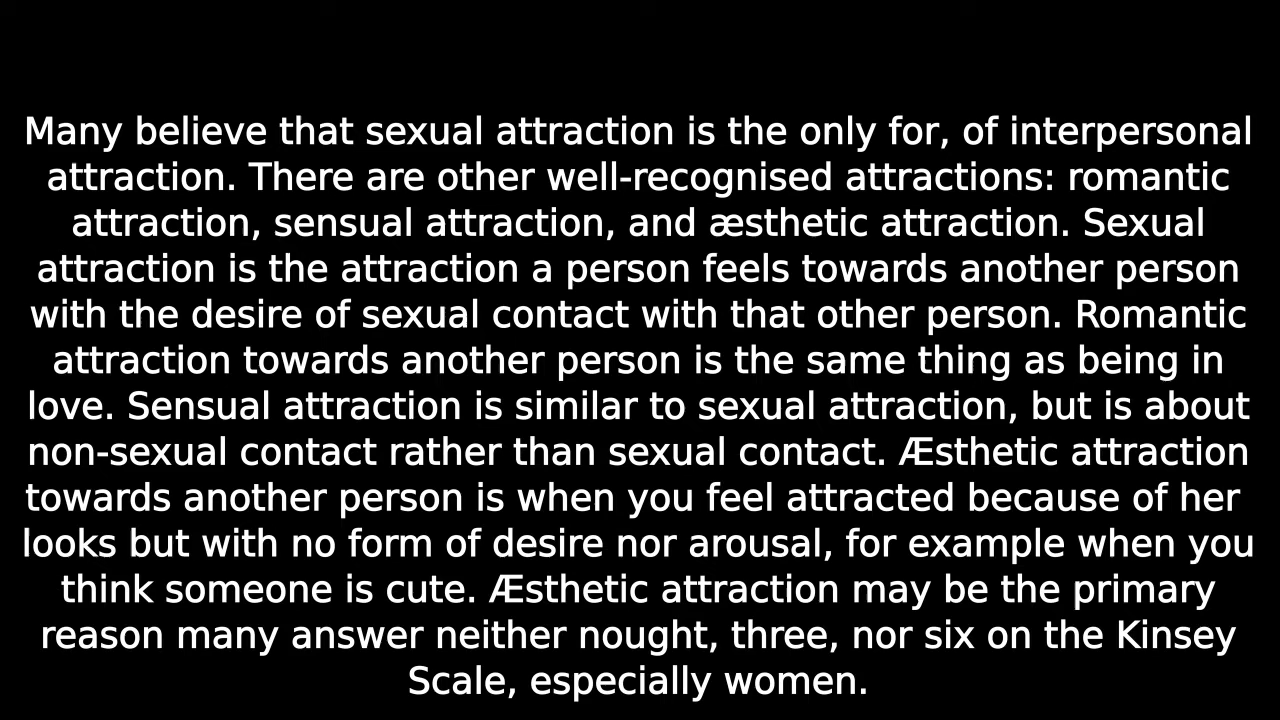 Many believe that sexual attraction is the only for, of interpersonal
attraction. There are other well-recognised attractions: romantic
attraction, sensual attraction, and æsthetic attraction. Sexual
attraction is the attraction a person feels towards another person
with the desire of sexual contact with that other person. Romantic
attraction towards another person is the same thing as being in
love. Sensual attraction is similar to sexual attraction, but is about
non-sexual contact rather than sexual contact. Æsthetic attraction
towards another person is when you feel attracted because of her
looks but with no form of desire nor arousal, for example when you
think someone is cute. Æsthetic attraction may be the primary
reason many answer neither nought, three, nor six on the Kinsey
Scale, especially women.